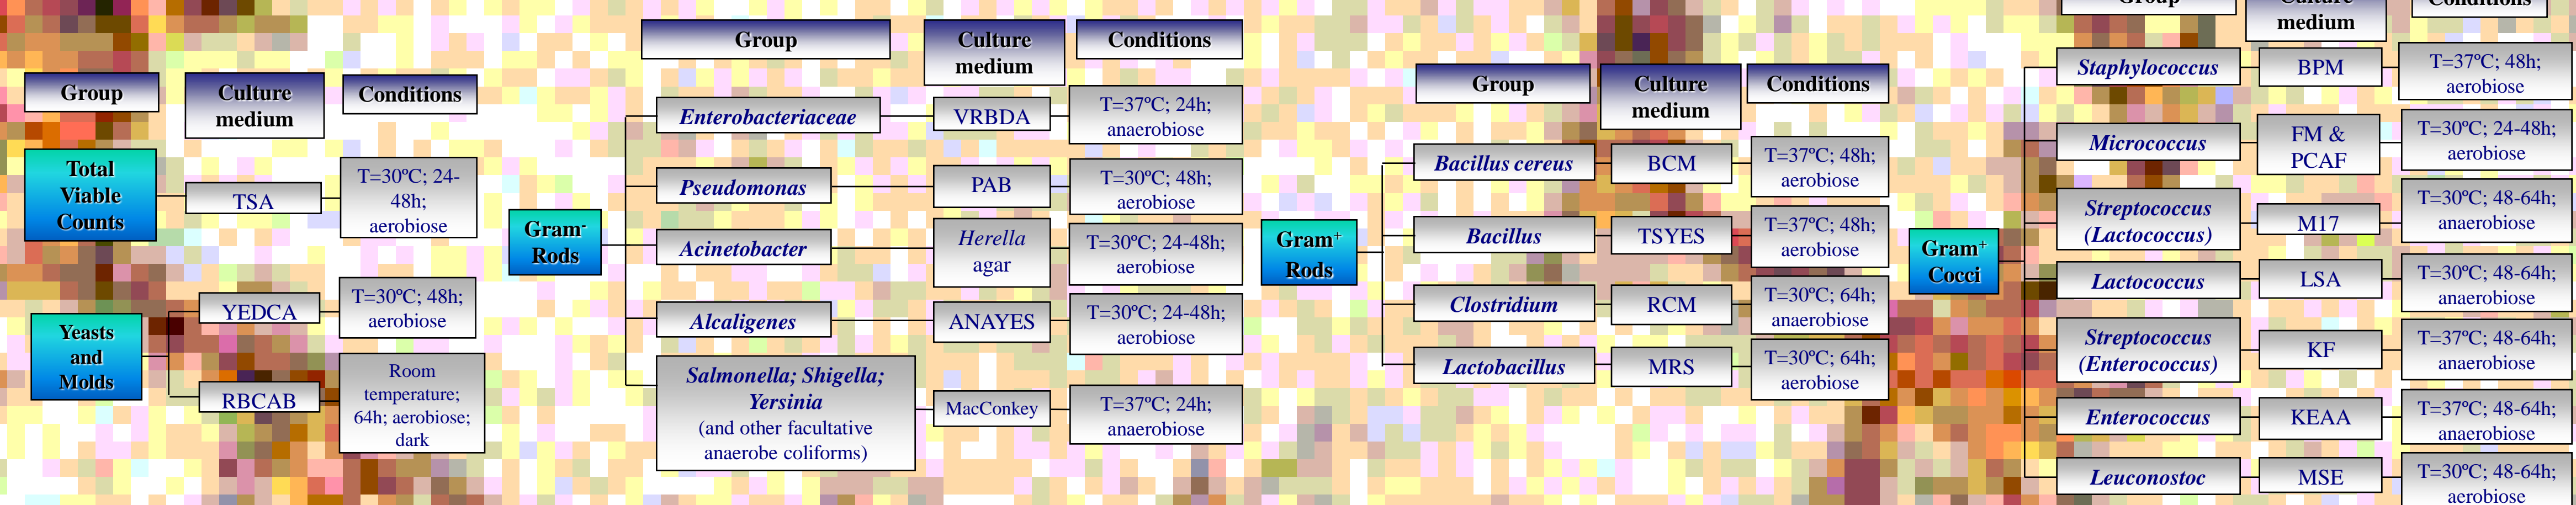 Group
Culture
medium
Conditions
Total
Viable
Counts
TSA
T=30ºC; 24-
48h;
aerobiose
Yeasts
and
Molds
YEDCA
T=30ºC; 48h;
aerobiose
RBCAB
Room
temperature;
64h; aerobiose;
dark
Group
Culture
medium
Conditions
Gram-
Rods
Enterobacteriaceae
VRBDA
T=37ºC; 24h;
anaerobiose
Pseudomonas
PAB
T=30ºC; 48h;
aerobiose
Acinetobacter
Herella
agar
T=30ºC; 24-48h;
aerobiose
Alcaligenes
ANAYES
T=30ºC; 24-48h;
aerobiose
Salmonella; Shigella;
Yersinia
(and other facultative
anaerobe coliforms)
MacConkey
T=37ºC; 24h;
anaerobiose
Group
Culture
medium
Conditions
Gram+
Rods
Bacillus cereus
BCM
T=37ºC; 48h;
aerobiose
Bacillus
TSYES
T=37ºC; 48h;
aerobiose
Clostridium
RCM
T=30ºC; 64h;
anaerobiose
Lactobacillus
MRS
T=30ºC; 64h;
aerobiose
Group
Culture
medium
Conditions
Gram+
Cocci
Staphylococcus
BPM
T=37ºC; 48h;
aerobiose
Micrococcus
FM &
PCAF
T=30ºC; 24-48h;
aerobiose
Streptococcus
(Lactococcus)
M17
T=30ºC; 48-64h;
anaerobiose
Lactococcus
LSA
T=30ºC; 48-64h;
anaerobiose
Streptococcus
(Enterococcus)
KF
T=37ºC; 48-64h;
anaerobiose
Enterococcus
KEAA
T=37ºC; 48-64h;
anaerobiose
Leuconostoc
MSE
T=30ºC; 48-64h;
aerobiose